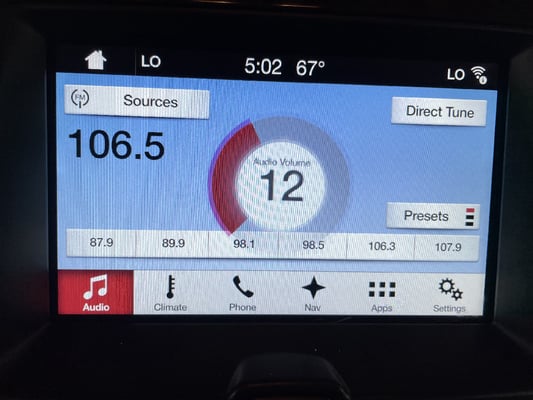 LO 5:02 67° LO
FM Sources
Direct Tune
106.5
Audio Volume
12
Presets
87.9 89.9 98.1 98.5 106.3 107.9
Audio Climate Phone Nav Apps Settings